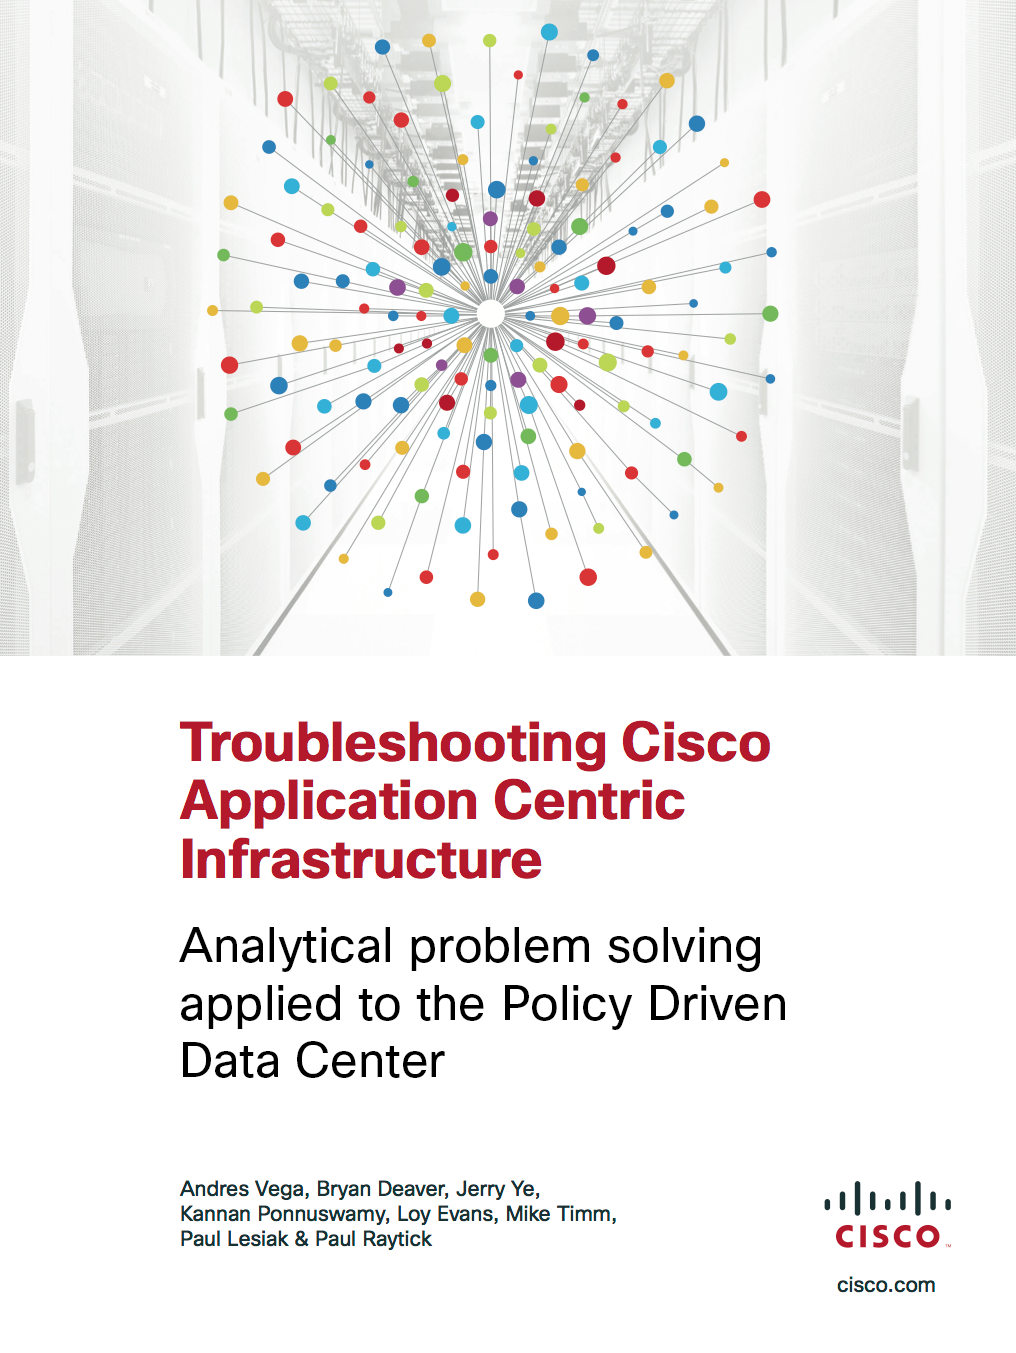 Troubleshooting Cisco
Application Centric
Infrastructure
Analytical problem solving
applied to the Policy Driven
Data Center
Andres Vega, Bryan Deaver, Jerry Ye,
Kannan Ponnuswamy, Loy Evans, Mike Timm,
Paul Lesiak & Paul Raytick
CISCO™
cisco.com